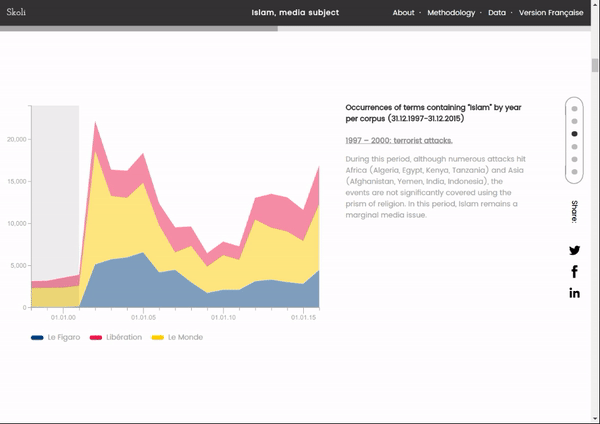 Skoli
Islam, media subject
About · Methodology · Data · Version Française
Occurrences of terms containing "Islam" by year
per corpus (31.12.1997-31.12.2015)
1997 – 2000: terrorist attacks.
During this period, although numerous attacks hit
Africa (Algeria, Egypt, Kenya, Tanzania) and Asia
(Afghanistan, Yemen, India, Indonesia), the
events are not significantly covered using the
prism of religion. In this period, Islam remains a
marginal media issue.
Share:
20,000
15,000
10,000
5,000
0
01.01.00
01.01.05
01.01.10
01.01.15
Le Figaro
Libération
Le Monde